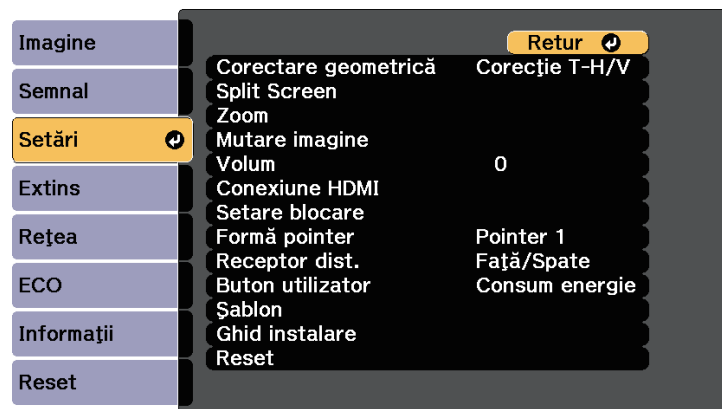 Imagine
Semnal
Setări
Extins
Reţea
ECO
Informaţii
Reset
Retur
Corectare geometrică Corecţie T-H/V
Split Screen
Zoom
Mutare imagine
Volum 0
Conexiune HDMI
Setare blocare
Formă pointer Pointer 1
Receptor dist. Faţă/Spate
Buton utilizator Consum energie
Şablon
Ghid instalare
Reset